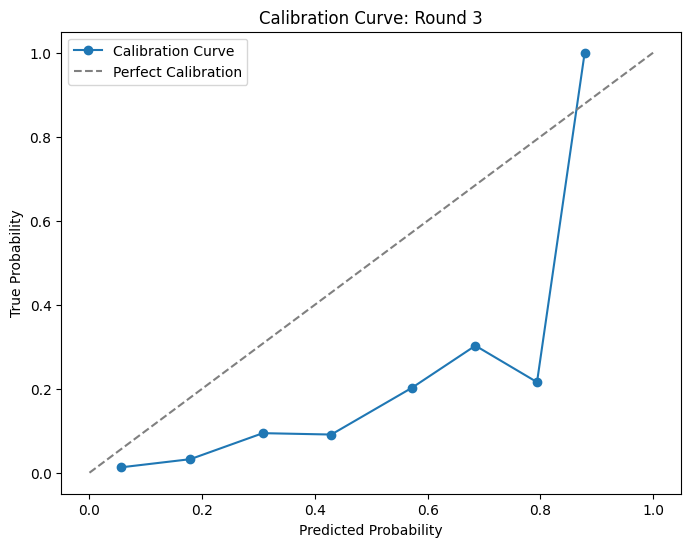 Calibration Curve: Round 3
Calibration Curve
Perfect Calibration
True Probability
1.0
0.8
0.6
0.4
0.2
0.0
0.0 0.2 0.4 0.6 0.8 1.0
Predicted Probability